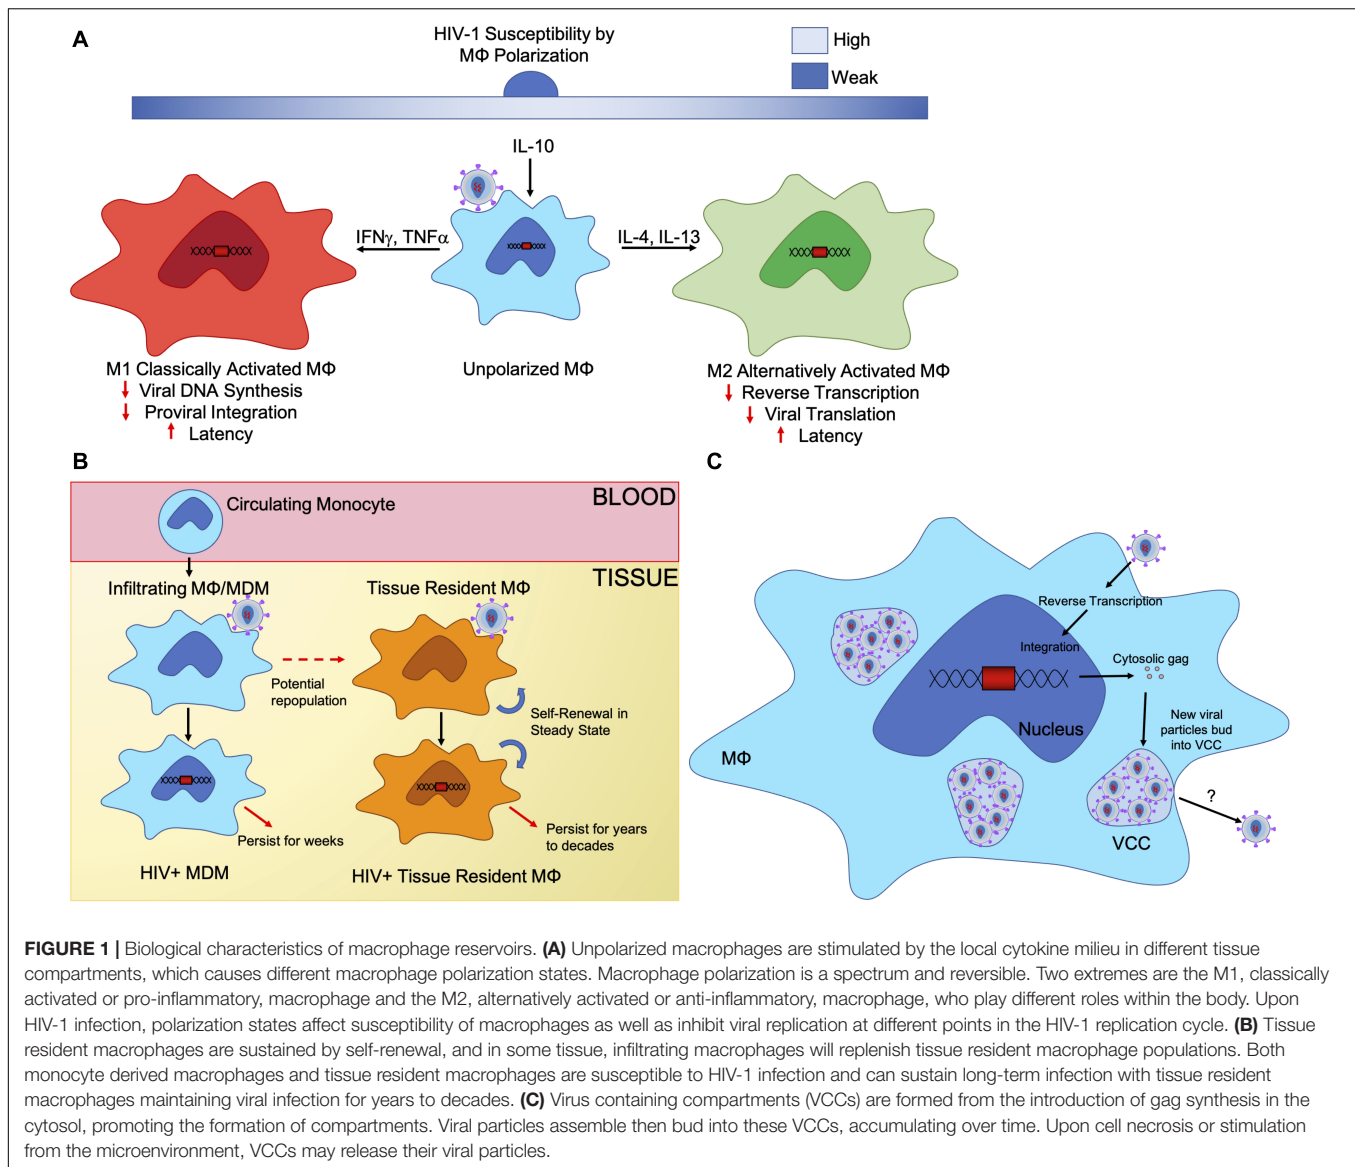 A
HIV-1 Susceptibility by
MΦ Polarization
High
Weak
IL-10
IFNγ, TNFα
IL-4, IL-13
M1 Classically Activated MΦ
↓ Viral DNA Synthesis
↓ Proviral Integration
↑ Latency
Unpolarized MΦ
M2 Alternatively Activated MΦ
↓ Reverse Transcription
↓ Viral Translation
↑ Latency
B
BLOOD
Circulating Monocyte
TISSUE
Infiltrating MΦ/MDM
Tissue Resident MΦ
Potential
repopulation
Self-Renewal in
Steady State
Persist for weeks
Persist for years
to decades
HIV+ MDM
HIV+ Tissue Resident MΦ
C
Reverse Transcription
Integration
Cytosolic gag
Nucleus
New viral
particles bud
into VCC
MΦ
?
VCC
FIGURE 1 | Biological characteristics of macrophage reservoirs. (A) Unpolarized macrophages are stimulated by the local cytokine milieu in different tissue
compartments, which causes different macrophage polarization states. Macrophage polarization is a spectrum and reversible. Two extremes are the M1, classically
activated or pro-inflammatory, macrophage and the M2, alternatively activated or anti-inflammatory, macrophage, who play different roles within the body. Upon
HIV-1 infection, polarization states affect susceptibility of macrophages as well as inhibit viral replication at different points in the HIV-1 replication cycle. (B) Tissue
resident macrophages are sustained by self-renewal, and in some tissue, infiltrating macrophages will replenish tissue resident macrophage populations. Both
monocyte derived macrophages and tissue resident macrophages are susceptible to HIV-1 infection and can sustain long-term infection with tissue resident
macrophages maintaining viral infection for years to decades. (C) Virus containing compartments (VCCs) are formed from the introduction of gag synthesis in the
cytosol, promoting the formation of compartments. Viral particles assemble then bud into these VCCs, accumulating over time. Upon cell necrosis or stimulation
from the microenvironment, VCCs may release their viral particles.